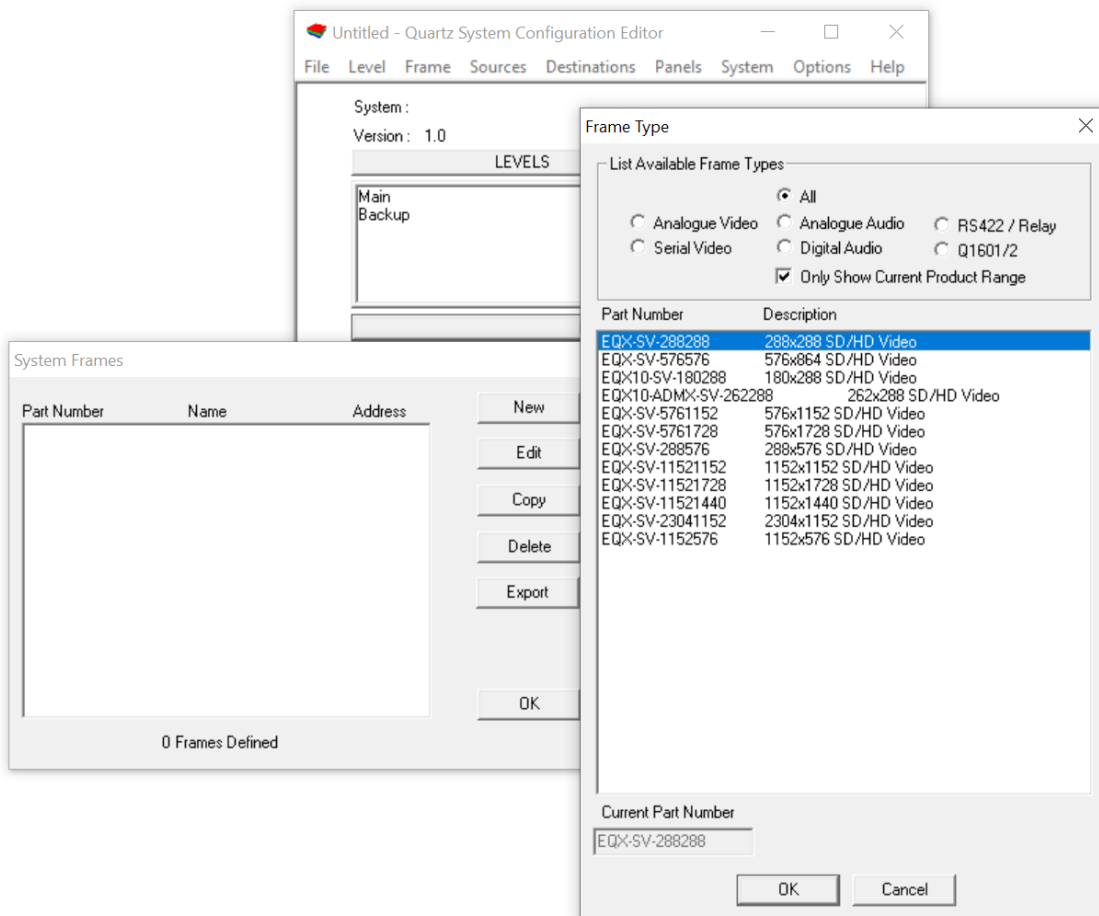 Untitled - Quartz System Configuration Editor
File Level Frame Sources Destinations Panels System Options Help
System :
Version : 1.0
LEVELS
Main
Backup
System Frames
Part Number Name Address
New
Edit
Copy
Delete
Export
OK
0 Frames Defined
Frame Type
List Available Frame Types
All
Analogue Video Analogue Audio RS422 / Relay
Serial Video Digital Audio Q1601/2
Only Show Current Product Range
Part Number Description
EQX-SV-288288 288x288 SD/HD Video
EQX-SV-576576 576x864 SD/HD Video
EQX10-SV-180288 180x288 SD/HD Video
EQX10-ADMX-SV-262288 262x288 SD/HD Video
EQX-SV-5761152 576x1152 SD/HD Video
EQX-SV-5761728 576x1728 SD/HD Video
EQX-SV-288576 288x576 SD/HD Video
EQX-SV-11521152 1152x1152 SD/HD Video
EQX-SV-11521728 1152x1728 SD/HD Video
EQX-SV-11521440 1152x1440 SD/HD Video
EQX-SV-23041152 2304x1152 SD/HD Video
EQX-SV-1152576 1152x576 SD/HD Video
Current Part Number
EQX-SV-288288
OK Cancel